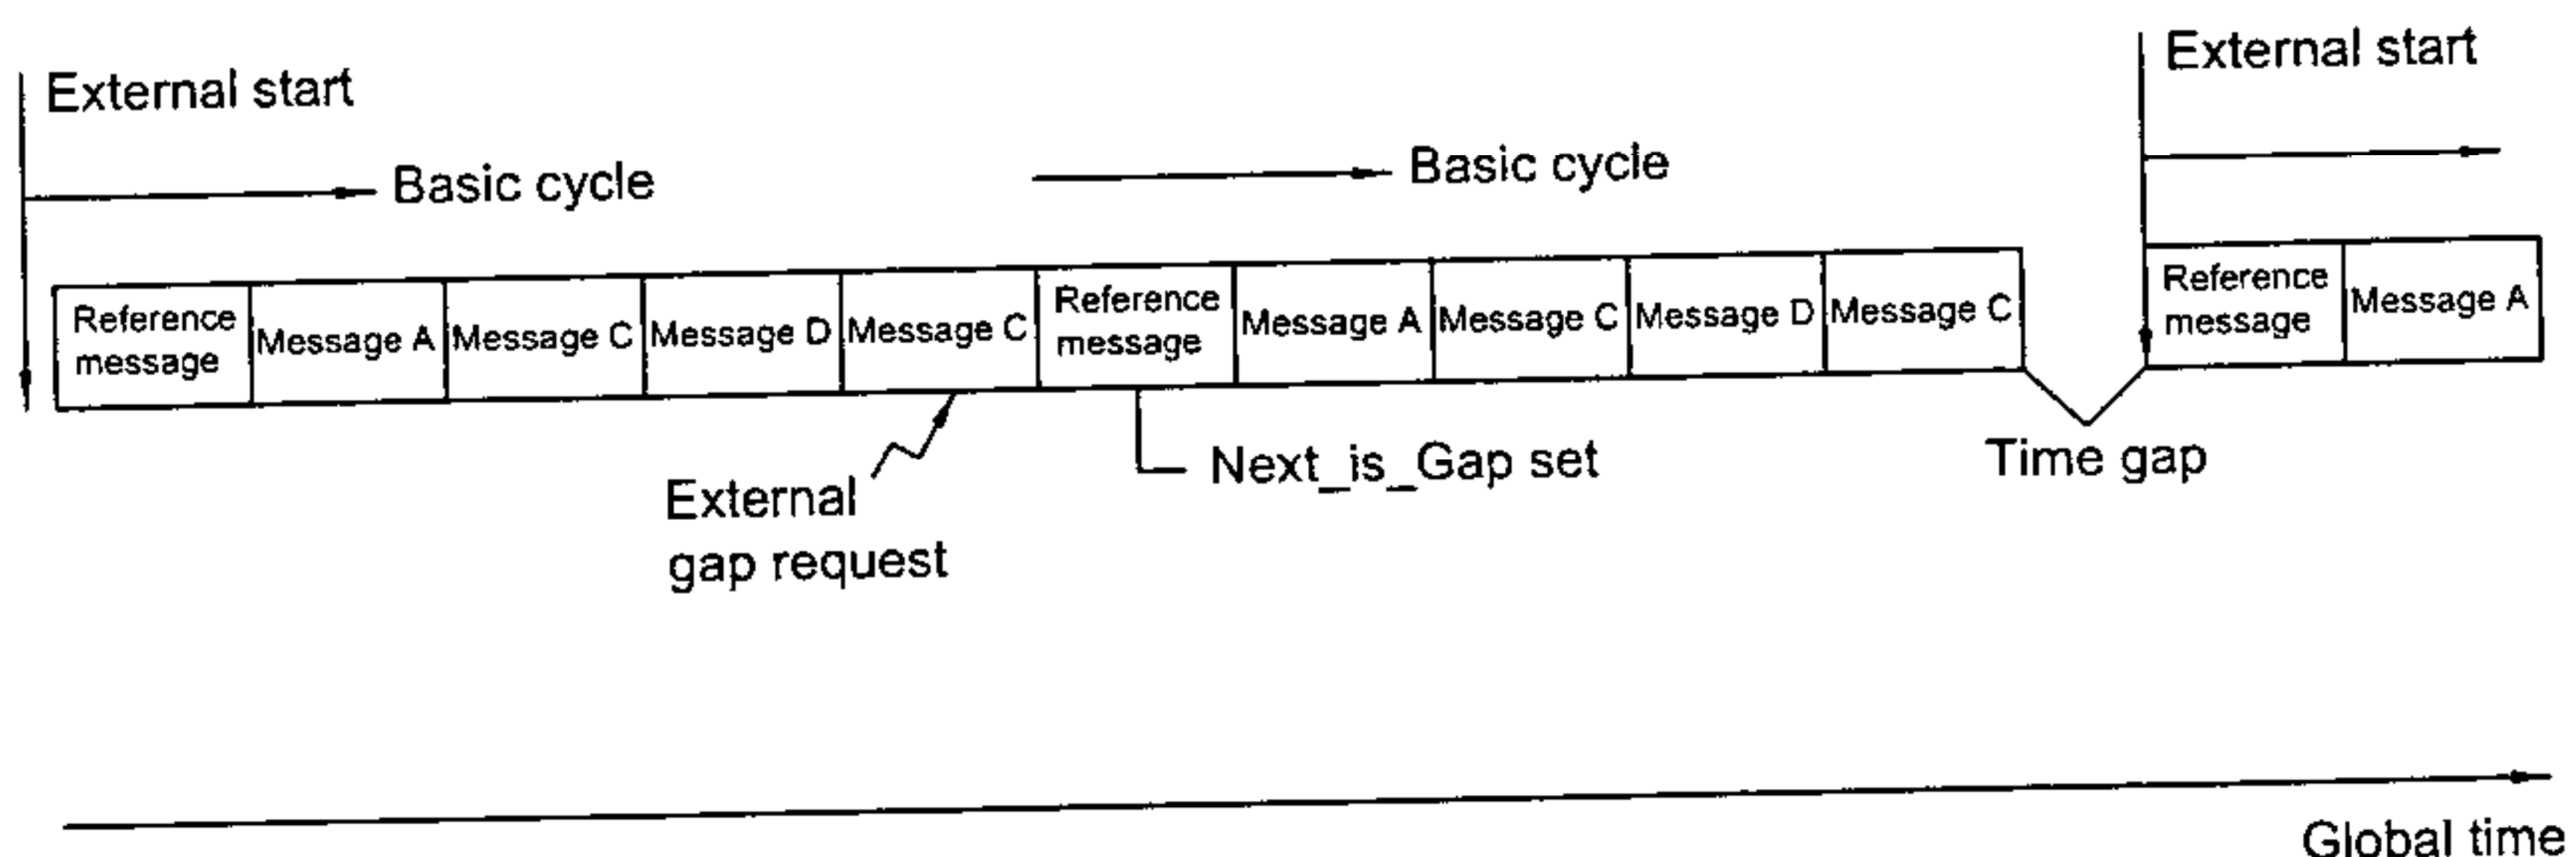 External start
External start
Basic cycle
Basic cycle
Reference
message
Message A
Message C
Message D
Message C
Reference
message
Message A
Message C
Message D
Message C
Reference
message
Message A
External
gap request
Next_is_Gap set
Time gap
Global time